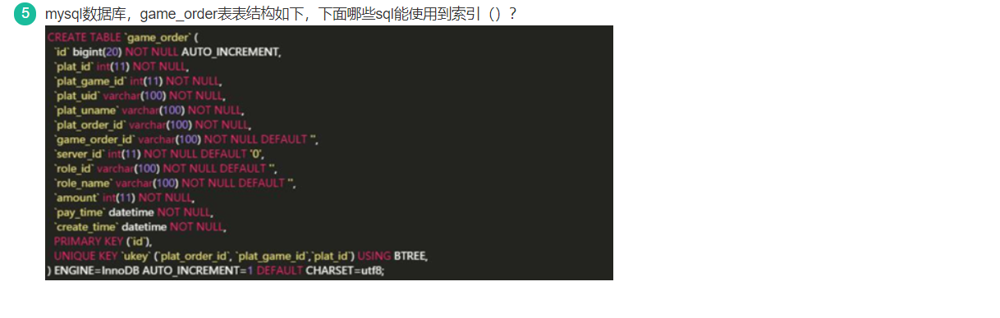 5 mysql数据库，game_order表表结构如下，下面哪些sql能使用到索引（）？
CREATE TABLE `game_order` (
`id` bigint(20) NOT NULL AUTO_INCREMENT,
`plat_id` int(11) NOT NULL,
`plat_game_id` int(11) NOT NULL,
`plat_uid` varchar(100) NOT NULL,
`plat_uname` varchar(100) NOT NULL,
`plat_order_id` varchar(100) NOT NULL,
`game_order_id` varchar(100) NOT NULL DEFAULT '',
`server_id` int(11) NOT NULL DEFAULT '0',
`role_id` varchar(100) NOT NULL DEFAULT '',
`role_name` varchar(100) NOT NULL DEFAULT '',
`amount` int(11) NOT NULL,
`pay_time` datetime NOT NULL,
`create_time` datetime NOT NULL,
PRIMARY KEY (`id`),
UNIQUE KEY `ukey` (`plat_order_id`, `plat_game_id`,`plat_id`) USING BTREE,
) ENGINE=InnoDB AUTO_INCREMENT=1 DEFAULT CHARSET=utf8;